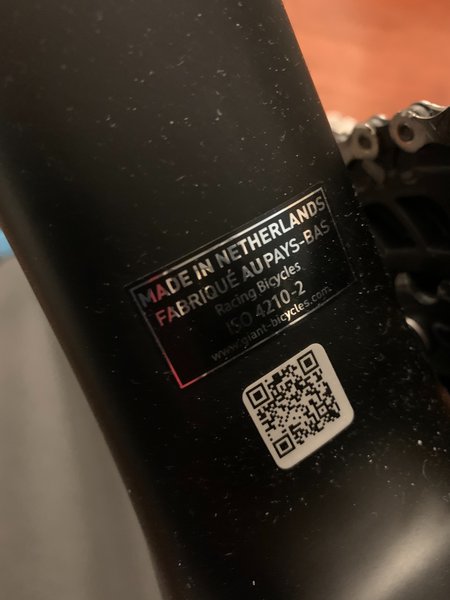 MADE IN NETHERLANDS
FABRIQUÉ AU PAYS-BAS
Racing Bicycles
ISO 4210-2
www.giant-bicycles.com